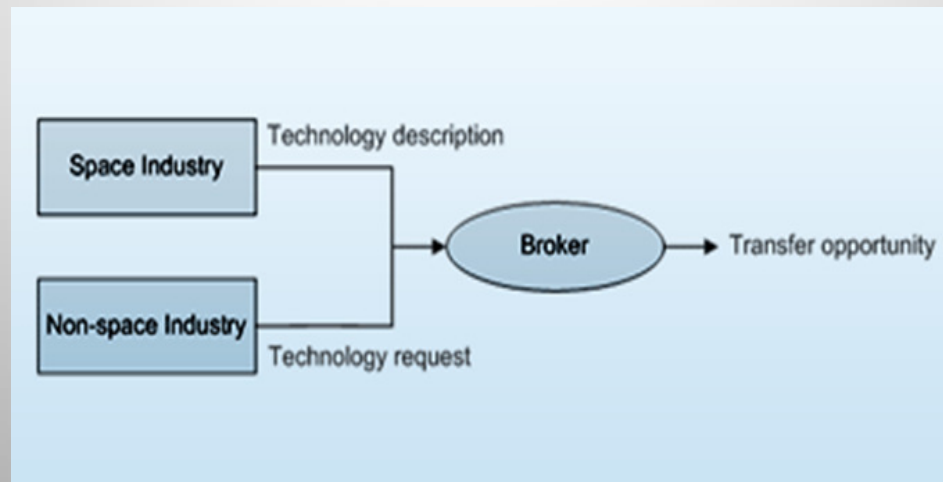 Technology description
Space Industry
Broker
Transfer opportunity
Non-space Industry
Technology request